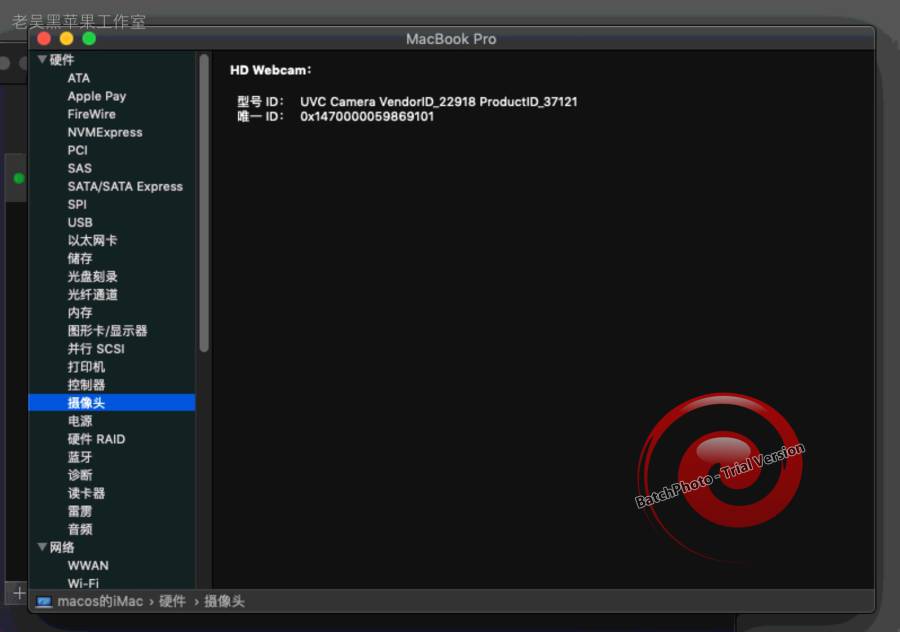 老吴黑苹果工作室
MacBook Pro
硬件
ATA
Apple Pay
FireWire
NVMExpress
PCI
SAS
SATA/SATA Express
SPI
USB
以太网卡
储存
光盘刻录
光纤通道
内存
图形卡/显示器
并行 SCSI
打印机
控制器
摄像头
电源
硬件 RAID
蓝牙
诊断
读卡器
雷雳
音频
网络
WWAN
Wi-Fi
HD Webcam：
型号 ID： UVC Camera VendorID_22918 ProductID_37121
唯一 ID： 0x1470000059869101
BatchPhoto - Trial Version
macos的iMac › 硬件 › 摄像头